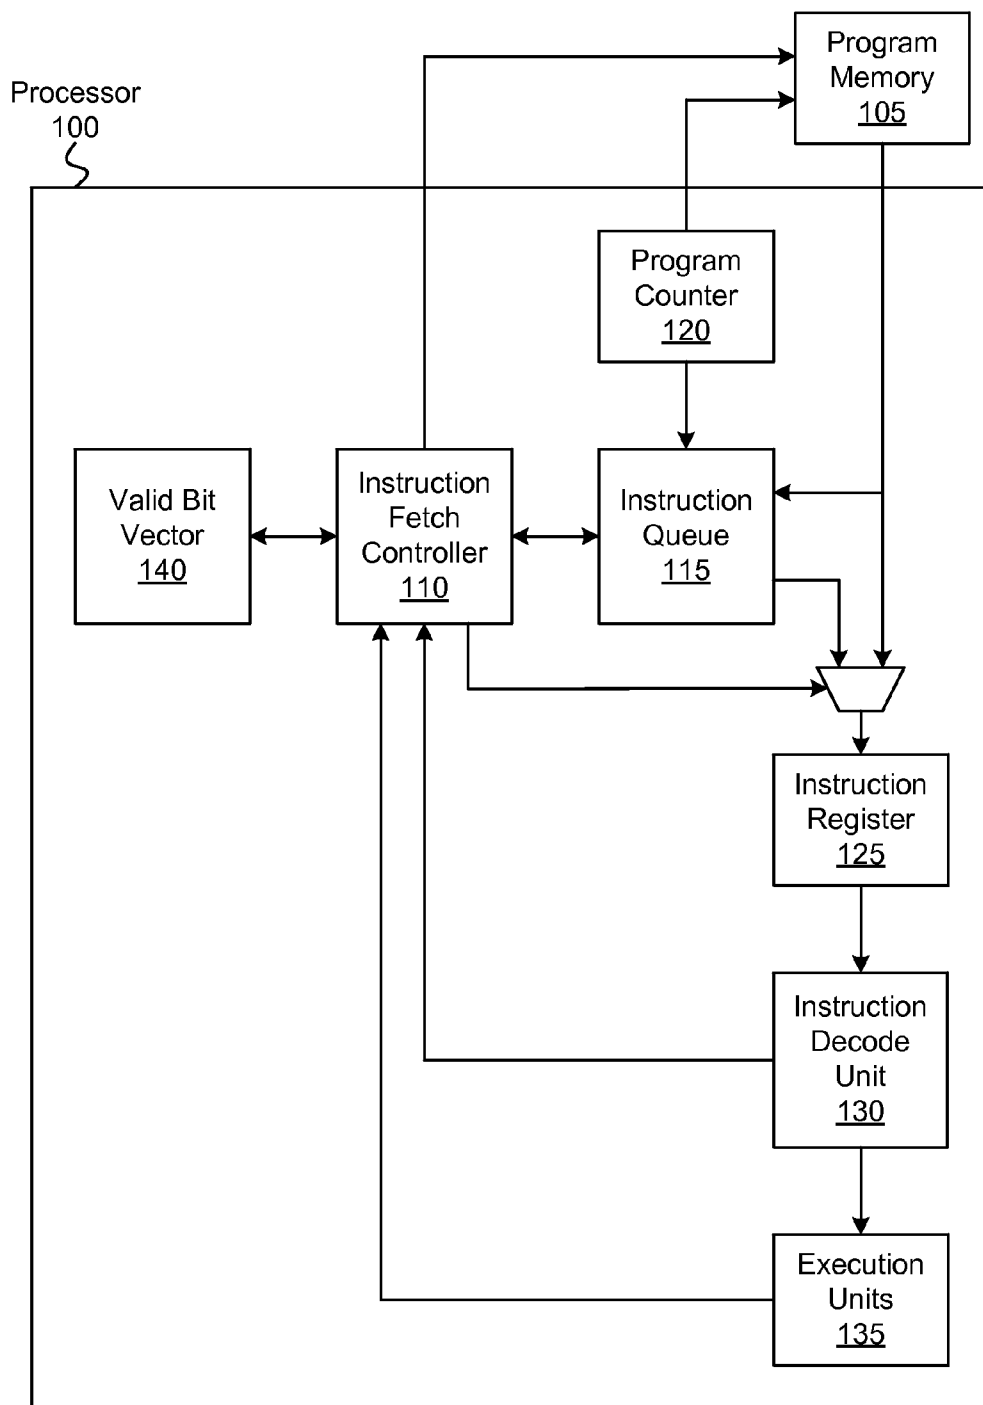 Program
Memory
105
Processor
100
Program
Counter
120
Valid Bit
Vector
140
Instruction
Fetch
Controller
110
Instruction
Queue
115
Instruction
Register
125
Instruction
Decode
Unit
130
Execution
Units
135